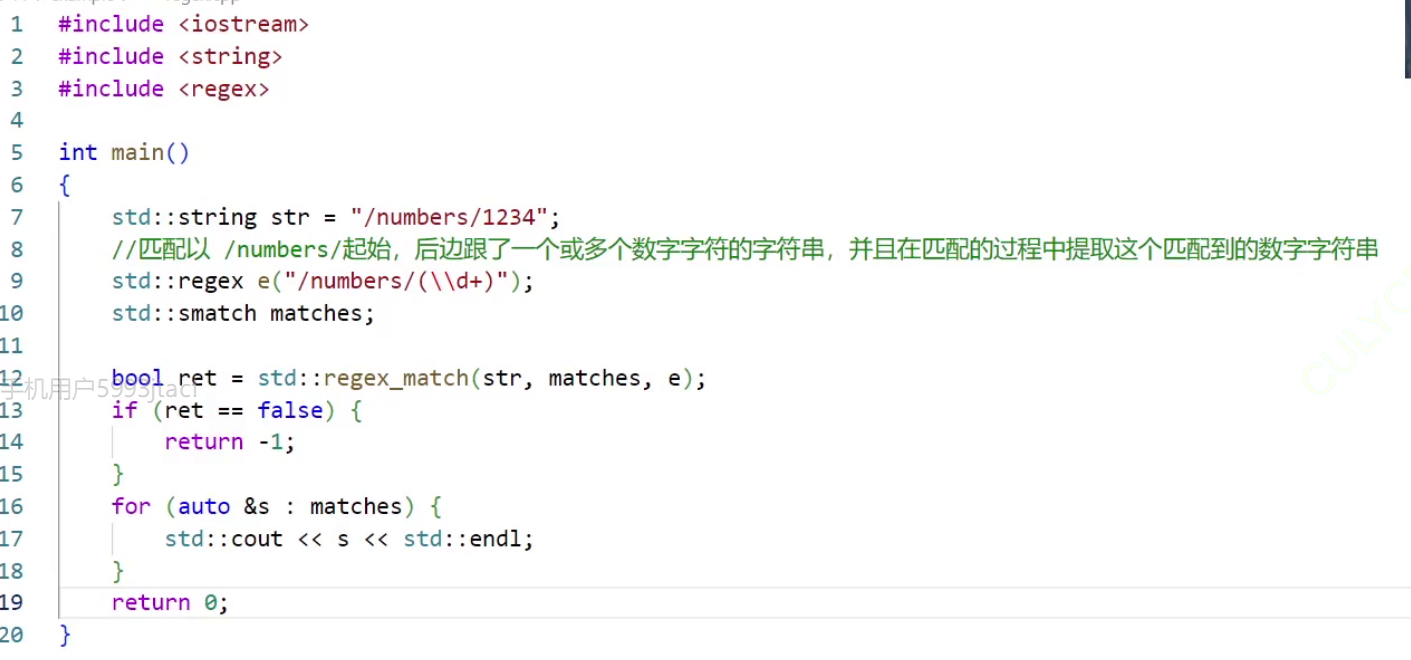 1 #include <iostream>
2 #include <string>
3 #include <regex>
4
5 int main()
6 {
7 std::string str = "/numbers/1234";
8 //匹配以 /numbers/起始，后边跟了一个或多个数字字符的字符串，并且在匹配的过程中提取这个匹配到的数字字符串
9 std::regex e("/numbers/(\\d+)");
10 std::smatch matches;
11
12 bool ret = std::regex_match(str, matches, e);
手机用户5993jtacr
13 if (ret == false) {
14 return -1;
15 }
16 for (auto &s : matches) {
17 std::cout << s << std::endl;
18 }
19 return 0;
20 }